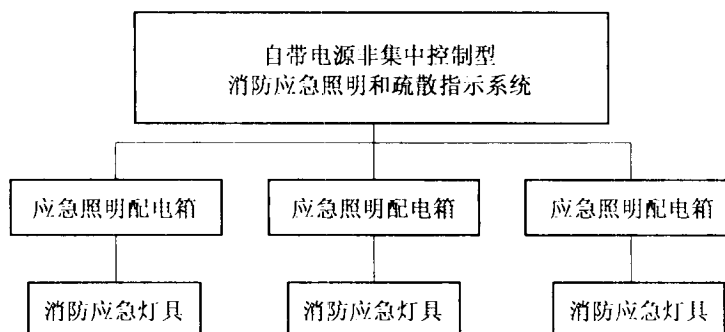 自带电源非集中控制型
消防应急照明和疏散指示系统
应急照明配电箱
应急照明配电箱
应急照明配电箱
消防应急灯具
消防应急灯具
消防应急灯具